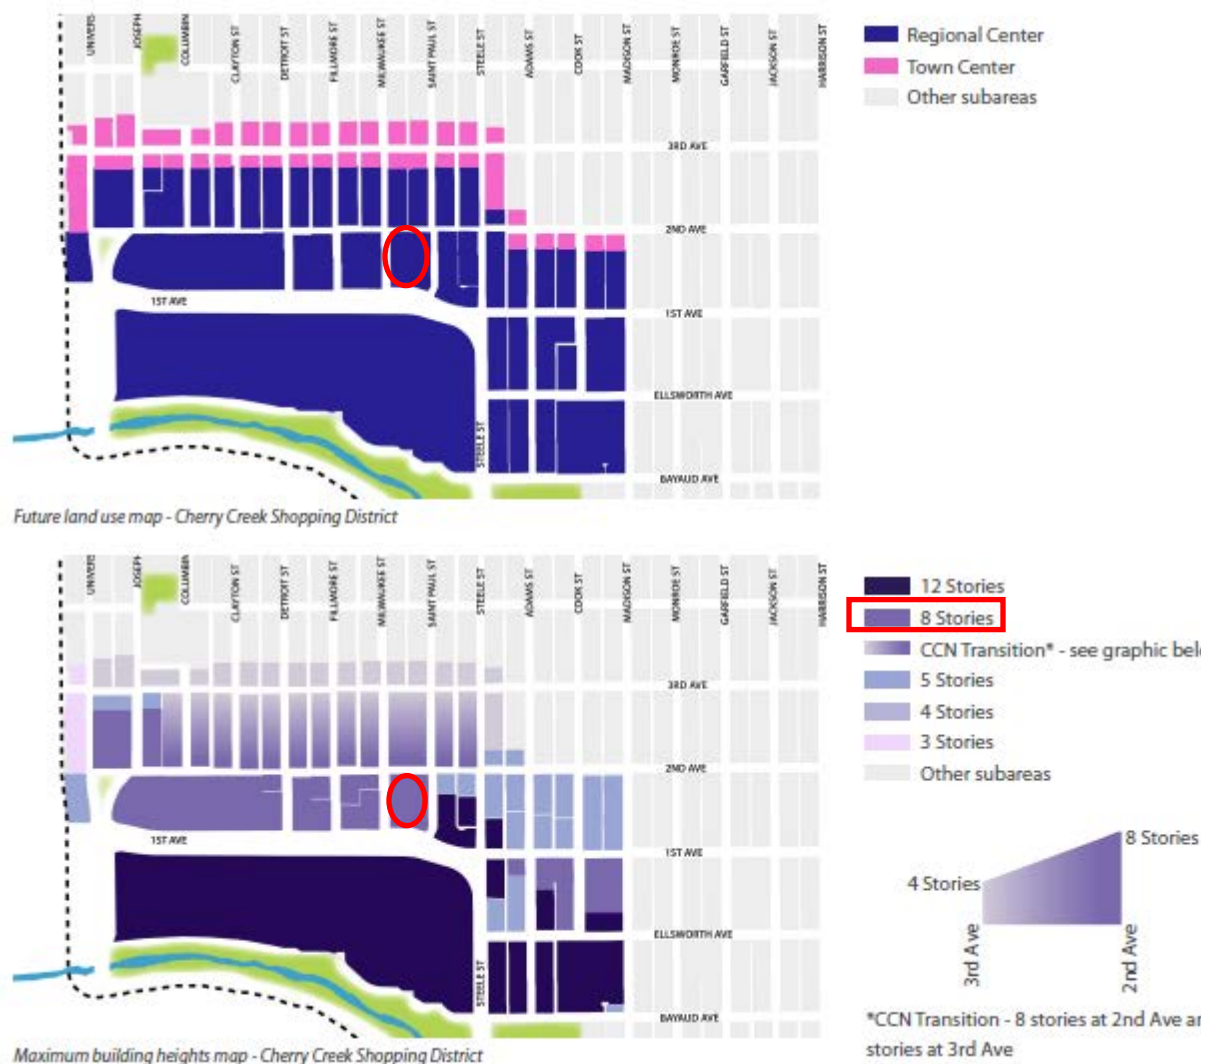 UNIVERS
JOSEPH
COLUMBIN
CLAYTON ST
DETROIT ST
FILLMORE ST
MILWAUKEE ST
SAINT PAUL ST
STEELE ST
ADAMS ST
COOK ST
MADISON ST
MONROE ST
GARFIELD ST
JACKSON ST
HARRISON ST
Regional Center
Town Center
Other subareas
3RD AVE
2ND AVE
1ST AVE
1ST AVE
ELLSWORTH AVE
STEELE ST
BAYAUD AVE
Future land use map - Cherry Creek Shopping District
UNIVERS
JOSEPH
COLUMBIN
CLAYTON ST
DETROIT ST
FILLMORE ST
MILWAUKEE ST
SAINT PAUL ST
STEELE ST
ADAMS ST
COOK ST
MADISON ST
MONROE ST
GARFIELD ST
JACKSON ST
HARRISON ST
12 Stories
8 Stories
CCN Transition* - see graphic bel
5 Stories
4 Stories
3 Stories
Other subareas
3RD AVE
2ND AVE
1ST AVE
1ST AVE
ELLSWORTH AVE
STEELE ST
BAYAUD AVE
8 Stories
4 Stories
3rd Ave
2nd Ave
*CCN Transition - 8 stories at 2nd Ave an
stories at 3rd Ave
Maximum building heights map - Cherry Creek Shopping District